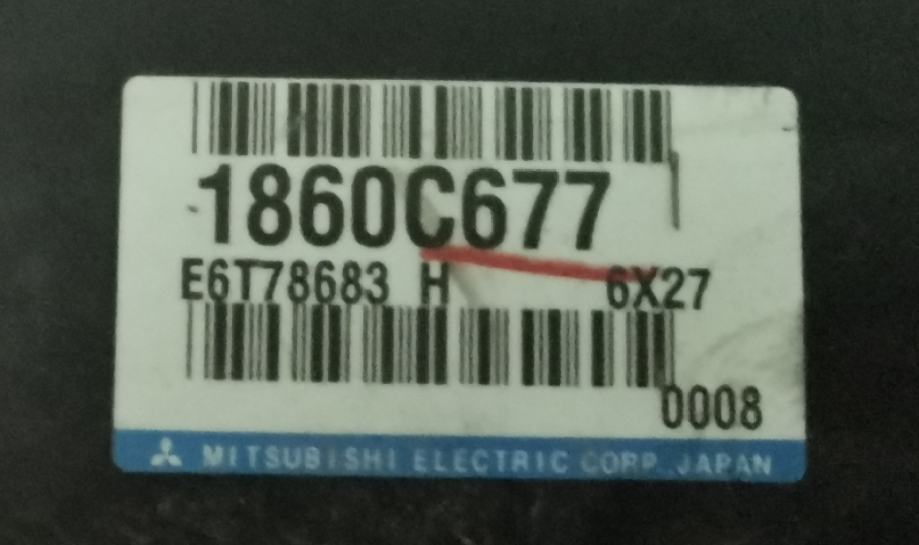 1860C677
E6T78683 H 6X27
0008
MITSUBISHI ELECTRIC CORP. JAPAN